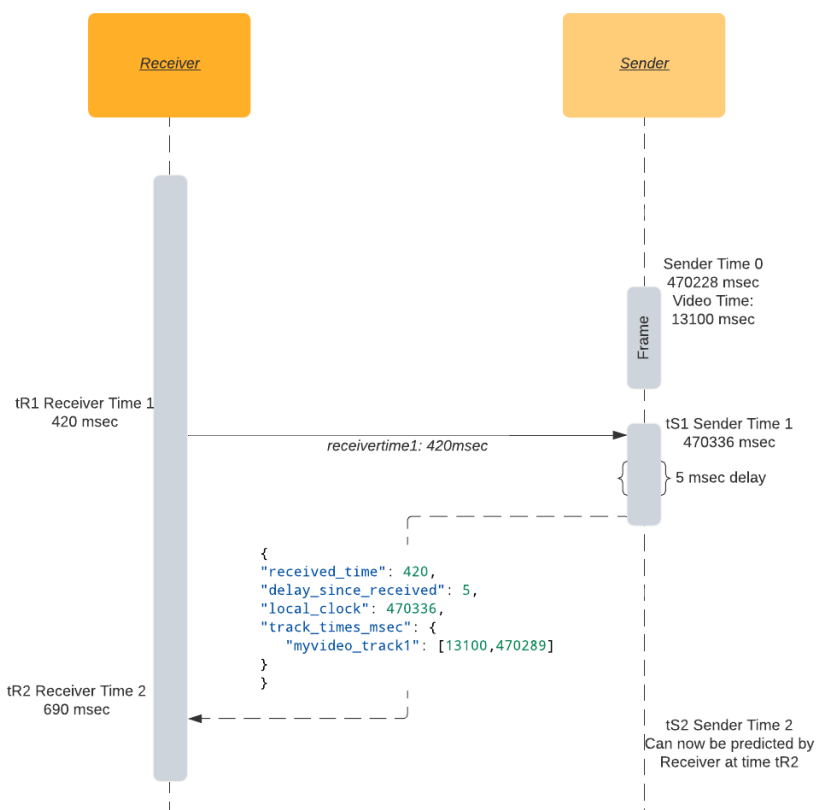 Receiver
Sender
Sender Time 0
470228 msec
Video Time:
13100 msec
Frame
tR1 Receiver Time 1
420 msec
receivertime1: 420msec
tS1 Sender Time 1
470336 msec
5 msec delay
{
"received_time": 420,
"delay_since_received": 5,
"local_clock": 470336,
"track_times_msec": {
"myvideo_track1": [13100,470289]
}
}
tR2 Receiver Time 2
690 msec
tS2 Sender Time 2
Can now be predicted by
Receiver at time tR2